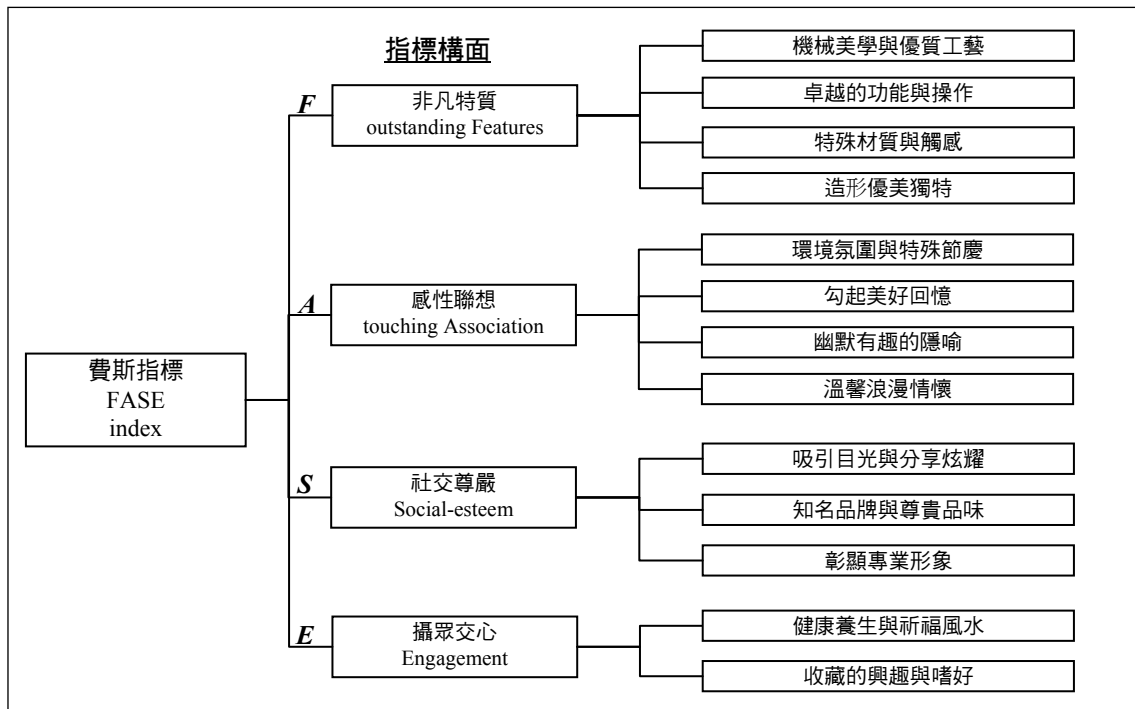 指標構面
費斯指標
FASE
index
F
非凡特質
outstanding Features
機械美學與優質工藝
卓越的功能與操作
特殊材質與觸感
造形優美獨特
A
感性聯想
touching Association
環境氛圍與特殊節慶
勾起美好回憶
幽默有趣的隱喻
溫馨浪漫情懷
S
社交尊嚴
Social-esteem
吸引目光與分享炫耀
知名品牌與尊貴品味
彰顯專業形象
E
攝眾交心
Engagement
健康養生與祈福風水
收藏的興趣與嗜好